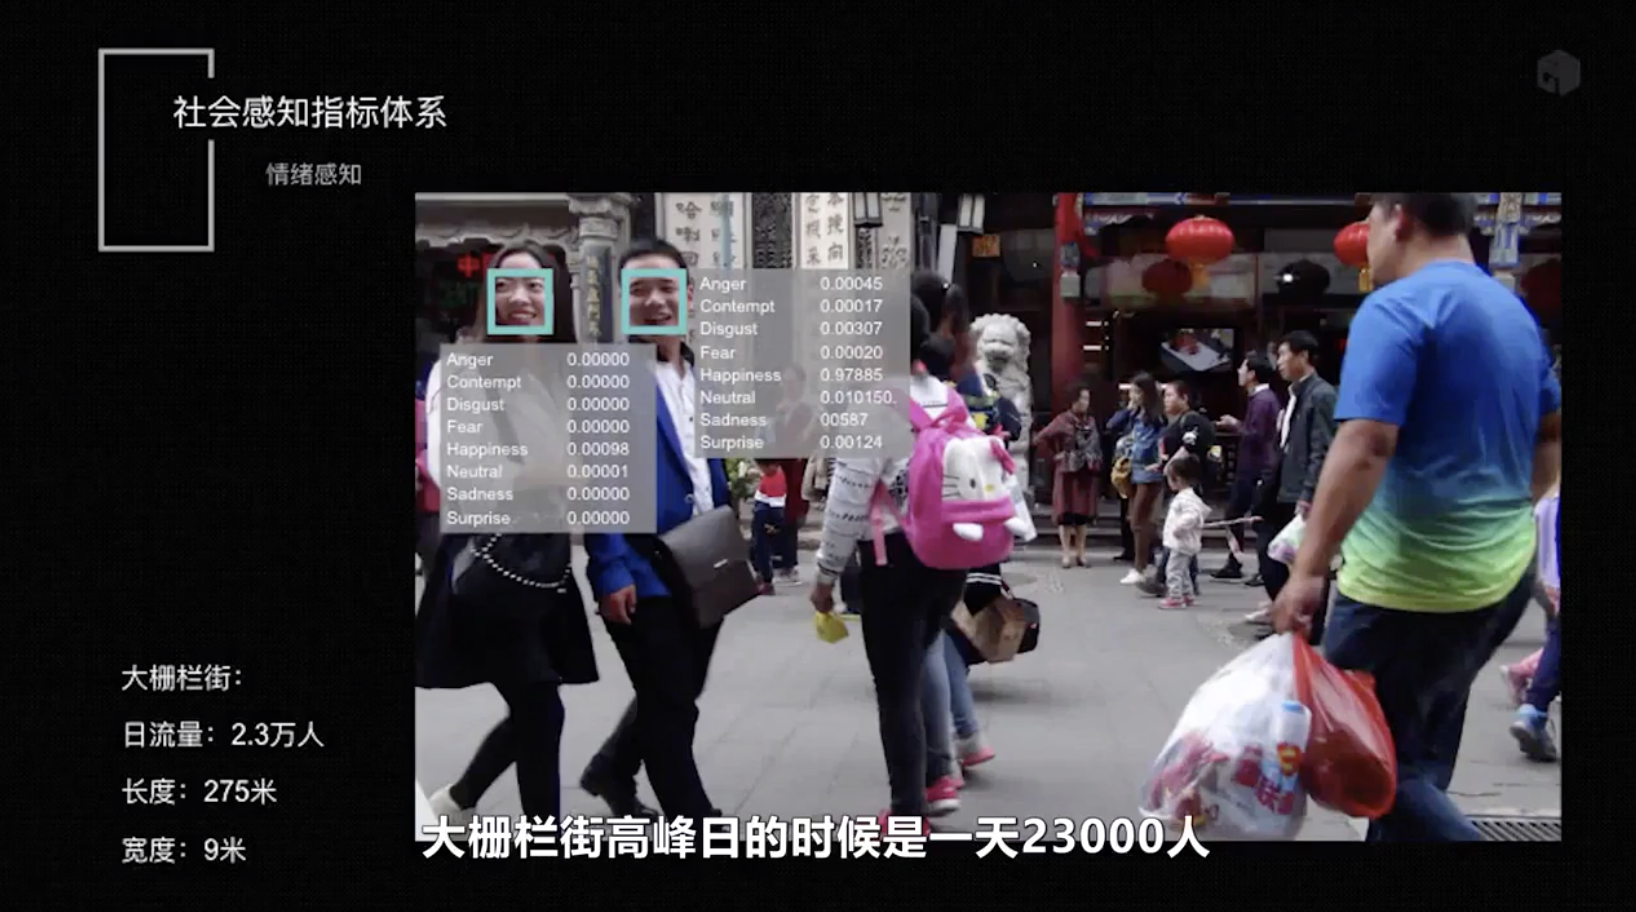 社会感知指标体系
情绪感知
Anger 0.00045
Contempt 0.00017
Disgust 0.00307
Fear 0.00020
Happiness 0.97885
Neutral 0.010150.
Sadness 00587
Surprise 0.00124
Anger 0.00000
Contempt 0.00000
Disgust 0.00000
Fear 0.00000
Happiness 0.00098
Neutral 0.00001
Sadness 0.00000
Surprise 0.00000
大栅栏街：
日流量：2.3万人
长度：275米
宽度：9米
大栅栏街高峰日的时候是一天23000人